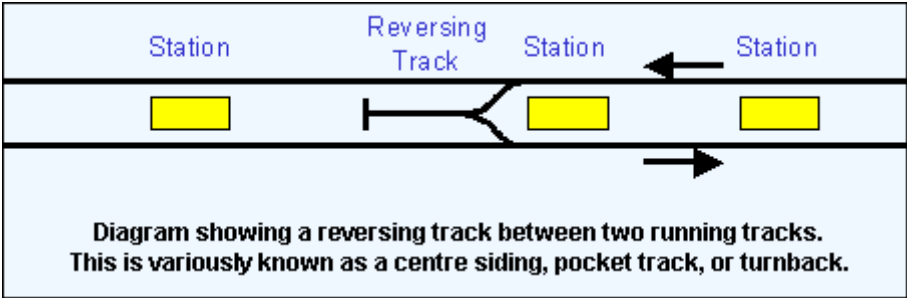 Station
Reversing
Track
Station
Station
Diagram showing a reversing track between two running tracks.
This is variously known as a centre siding, pocket track, or turnback.